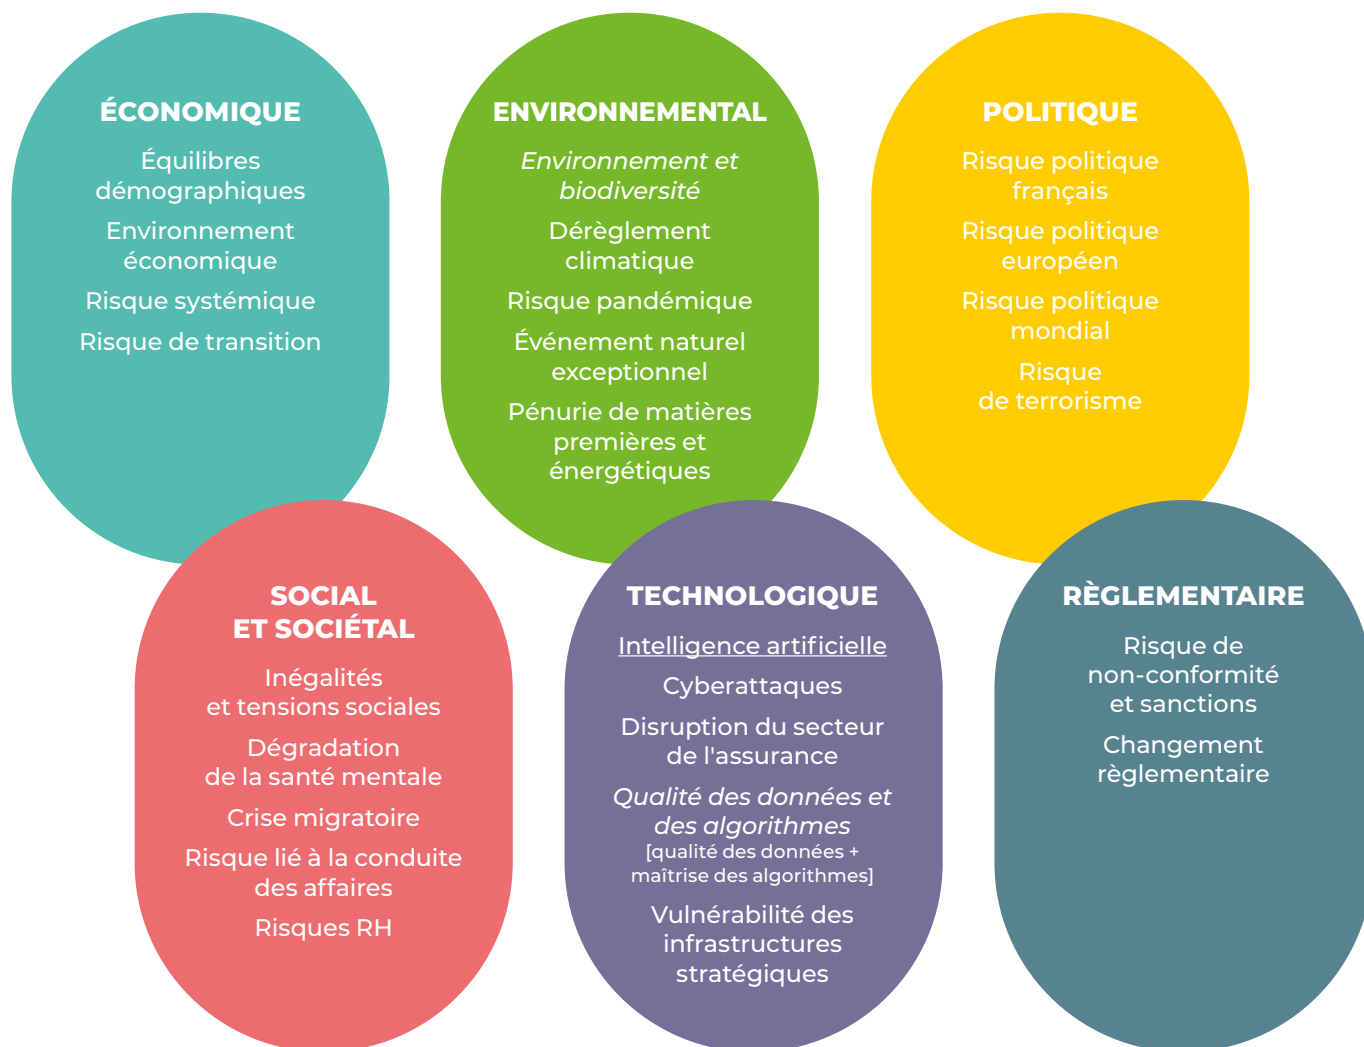 ÉCONOMIQUE
Équilibres
démographiques
Environnement
économique
Risque systémique
Risque de transition
ENVIRONNEMENTAL
Environnement et
biodiversité
Dérèglement
climatique
Risque pandémique
Événement naturel
exceptionnel
Pénurie de matières
premières et
énergétiques
POLITIQUE
Risque politique
français
Risque politique
européen
Risque politique
mondial
Risque
de terrorisme
SOCIAL
ET SOCIÉTAL
Inégalités
et tensions sociales
Dégradation
de la santé mentale
Crise migratoire
Risque lié à la conduite
des affaires
Risques RH
TECHNOLOGIQUE
Intelligence artificielle
Cyberattaques
Disruption du secteur
de l'assurance
Qualité des données et
des algorithmes
[qualité des données +
maîtrise des algorithmes]
Vulnérabilité des
infrastructures
stratégiques
RÈGLEMENTAIRE
Risque de
non-conformité
et sanctions
Changement
règlementaire